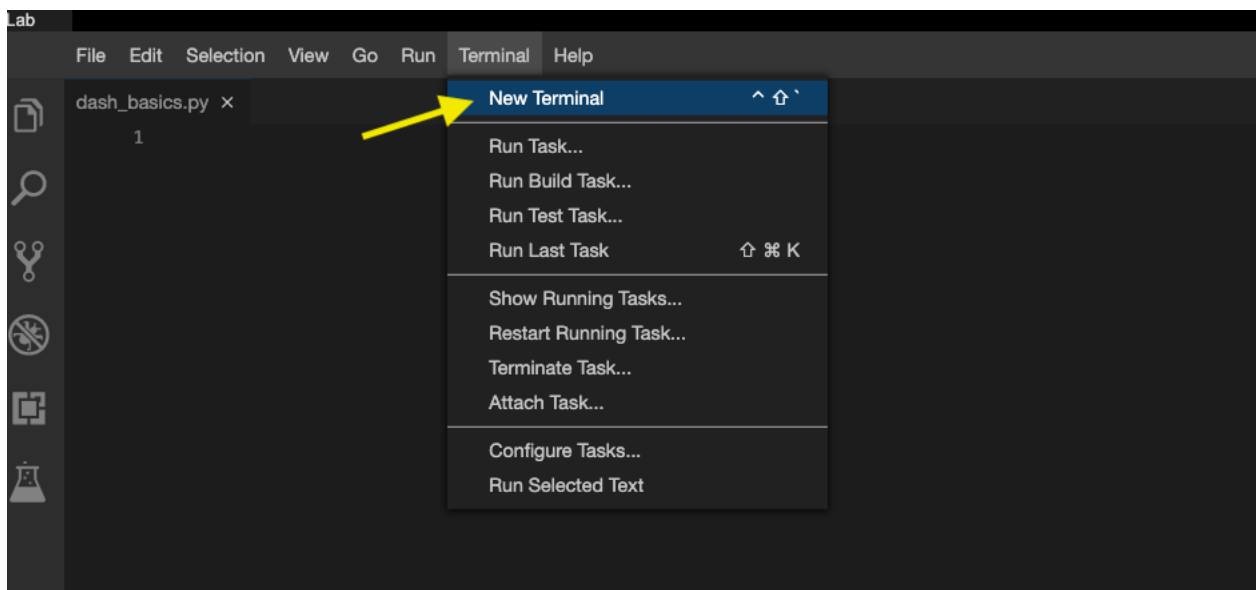 Lab
File Edit Selection View Go Run Terminal Help
dash_basics.py ×
1
New Terminal ^ ⇧ `
Run Task...
Run Build Task...
Run Test Task...
Run Last Task ⇧ ⌘ K
Show Running Tasks...
Restart Running Task...
Terminate Task...
Attach Task...
Configure Tasks...
Run Selected Text